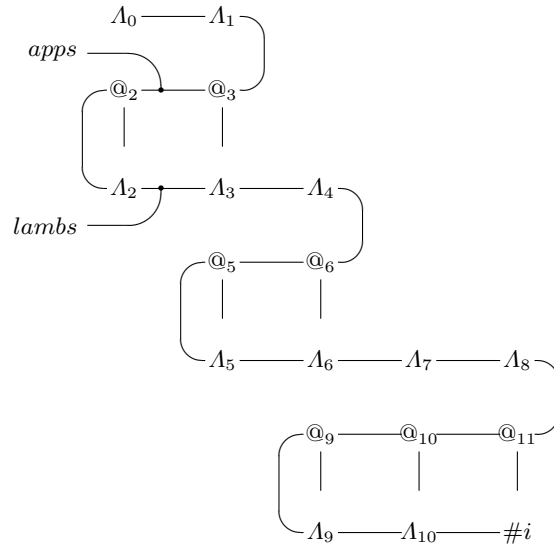 Λ₀ Λ₁
apps
@₂ @₃
Λ₂ Λ₃ Λ₄
lambs
@₅ @₆
Λ₅ Λ₆ Λ₇ Λ₈
@₉ @₁₀ @₁₁
Λ₉ Λ₁₀ #i